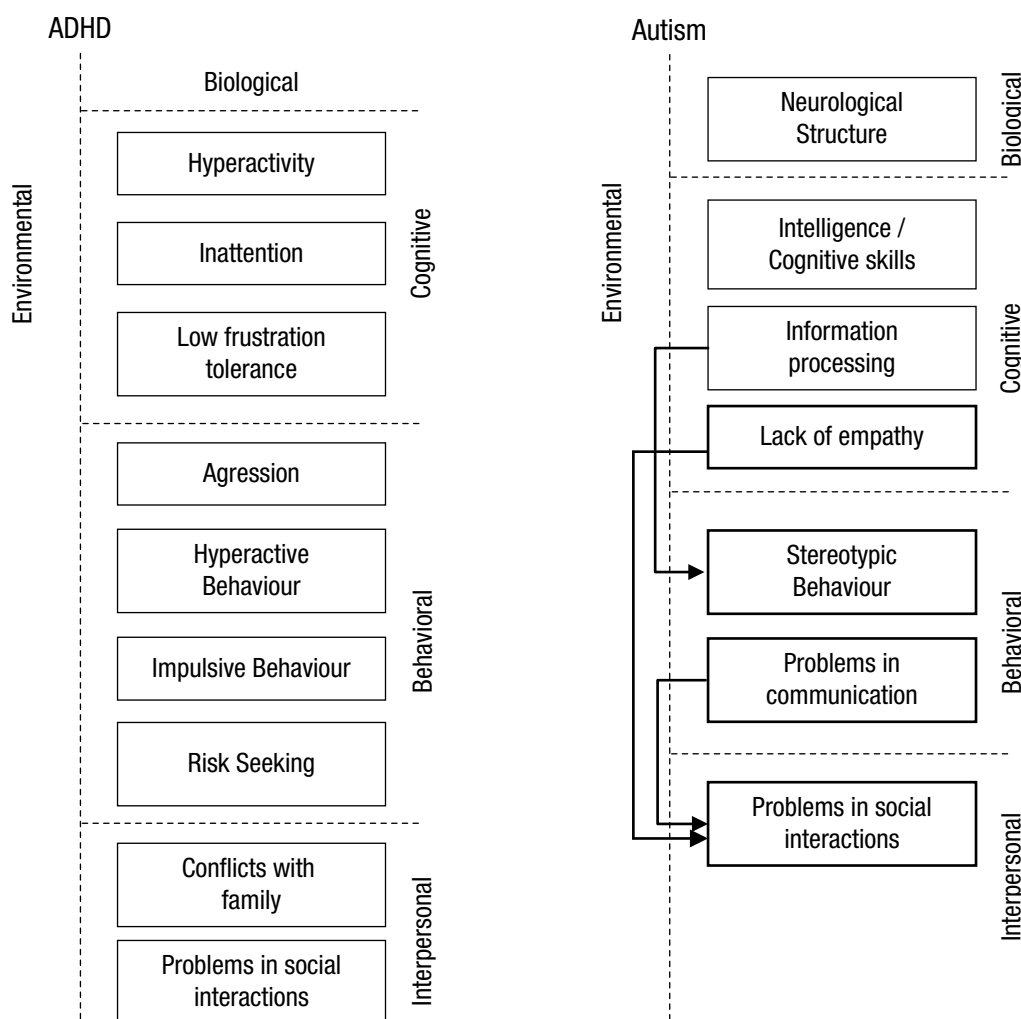 ADHD
Biological
Environmental
Hyperactivity
Inattention
Low frustration
tolerance
Cognitive
Agression
Hyperactive
Behaviour
Impulsive Behaviour
Risk Seeking
Behavioral
Conflicts with
family
Problems in social
interactions
Interpersonal
Autism
Environmental
Neurological
Structure
Biological
Intelligence /
Cognitive skills
Information
processing
Lack of empathy
Cognitive
Stereotypic
Behaviour
Problems in
communication
Behavioral
Problems in social
interactions
Interpersonal